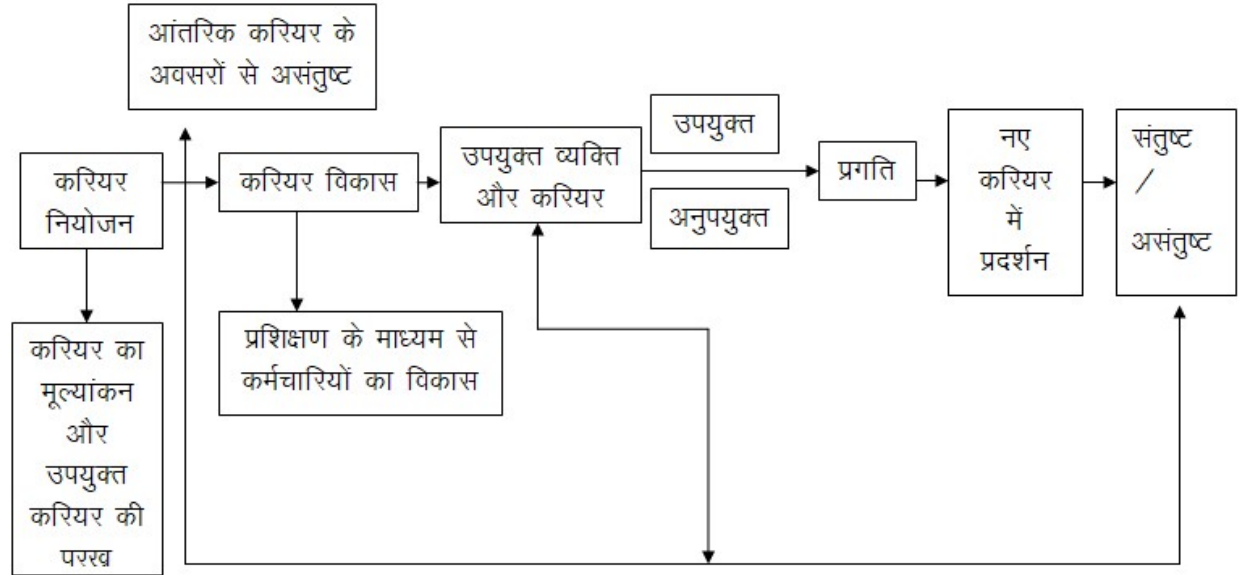 आंतरिक करियर के
अवसरों से असंतुष्ट
करियर
नियोजन
करियर विकास
उपयुक्त व्यक्ति
और करियर
उपयुक्त
अनुपयुक्त
प्रगति
नए
करियर
में
प्रदर्शन
संतुष्ट
/
असंतुष्ट
करियर का
मूल्यांकन
और
उपयुक्त
करियर की
परख
प्रशिक्षण के माध्यम से
कर्मचारियों का विकास